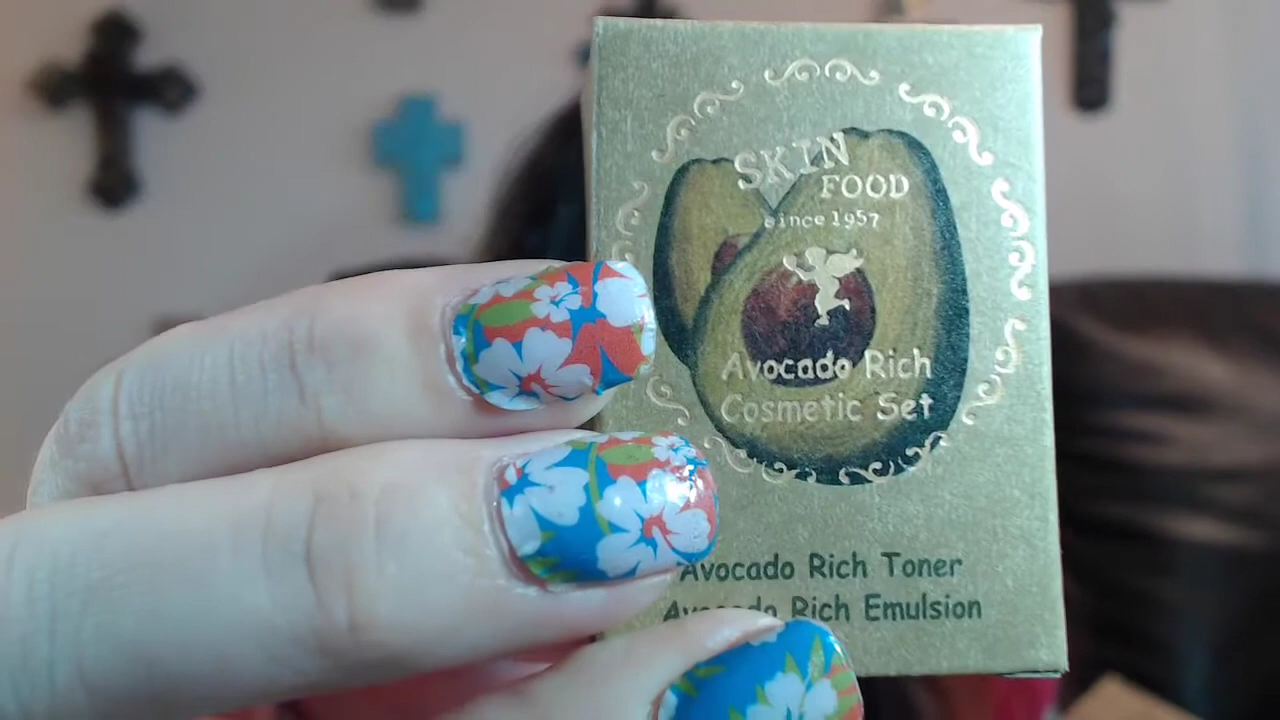 SKIN
FOOD
since 1957
Avocado Rich
Cosmetic Set
Avocado Rich Toner
Avocado Rich Emulsion